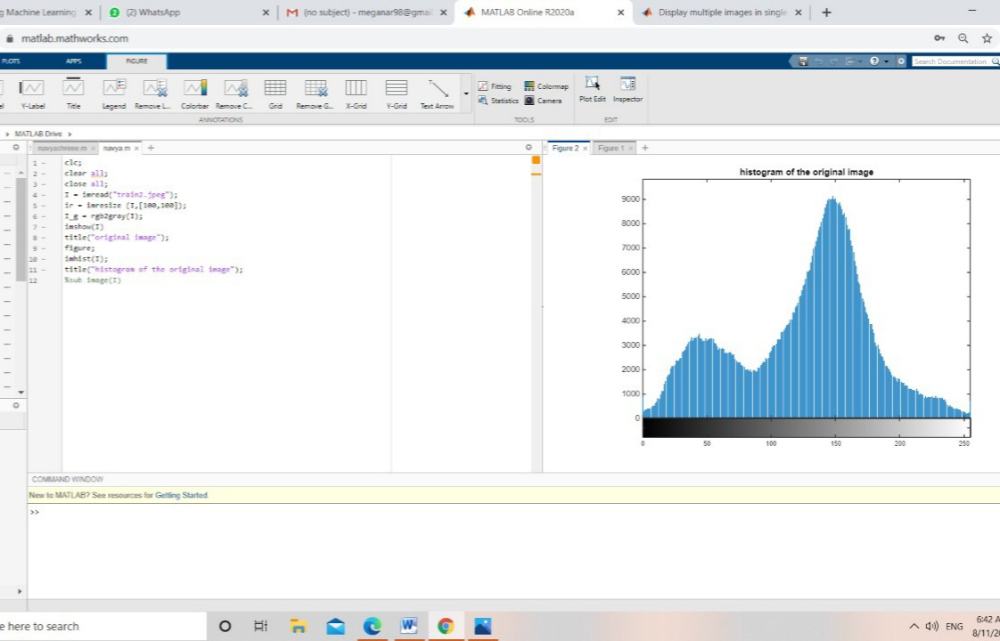 g Machine Learning × (2) WhatsApp × (no subject) - meganar98@gmai × MATLAB Online R2020a × Display multiple images in single × +
matlab.mathworks.com
PLOTS APPS FIGURE Search Documentation
el Y-Label Title Legend Remove L... Colorbar Remove C... Grid Remove G... X-Grid Y-Grid Text Arrow Fitting Colormap Statistics Camera Plot Edit Inspector
ANNOTATIONS TOOLS EDIT
> MATLAB Drive >
navyashreee.m × navya.m × + Figure 2 × Figure 1 × +
1 - clc;
2 - clear all;
3 - close all;
4 - I = imread("train2.jpeg");
5 - ir = imresize (I,[100,100]);
6 - I_g = rgb2gray(I);
7 - imshow(I)
8 - title("original image");
9 - figure;
10 - imhist(I);
11 - title("histogram of the original image");
12 %sub image(I)
histogram of the original image
9000
8000
7000
6000
5000
4000
3000
2000
1000
0
0 50 100 150 200 250
COMMAND WINDOW
New to MATLAB? See resources for Getting Started
>>
e here to search
ENG
6:42 A
8/11/20